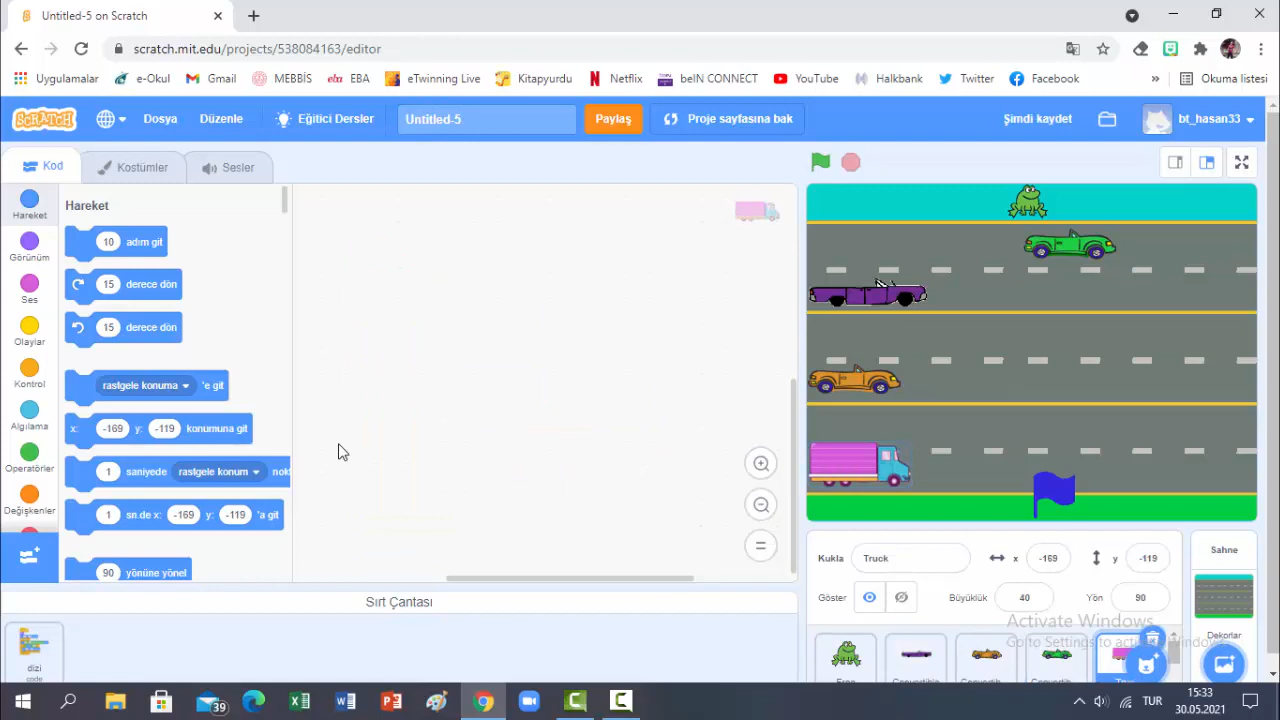 Untitled-5 on Scratch
scratch.mit.edu/projects/538084163/editor
Uygulamalar e-Okul Gmail MEBBİS EBA eTwinning Live Kitapyurdu Netflix beIN CONNECT YouTube Halkbank Twitter Facebook » Okuma listesi
SCRATCH Dosya Düzenle Eğitici Dersler Untitled-5 Paylaş Proje sayfasına bak Şimdi kaydet bt_hasan33
Kod Kostümler Sesler
Hareket
Görünüm
Ses
Olaylar
Kontrol
Algılama
Operatörler
Değişkenler
Hareket
10 adım git
15 derece dön
15 derece dön
rastgele konuma 'e git
x: -169 y: -119 konumuna git
1 saniyede rastgele konum
1 sn.de x: -169 y: -119 'a git
90 yönüne yönel
Kukla Truck x -169 y -119
Göster Büyüklük 40 Yön 90
Sahne
Dekorlar
Activate Windows
Go to Settings to activate Windows.
Sırt Çantası
dizi
code
39
TUR
15:33
30.05.2021